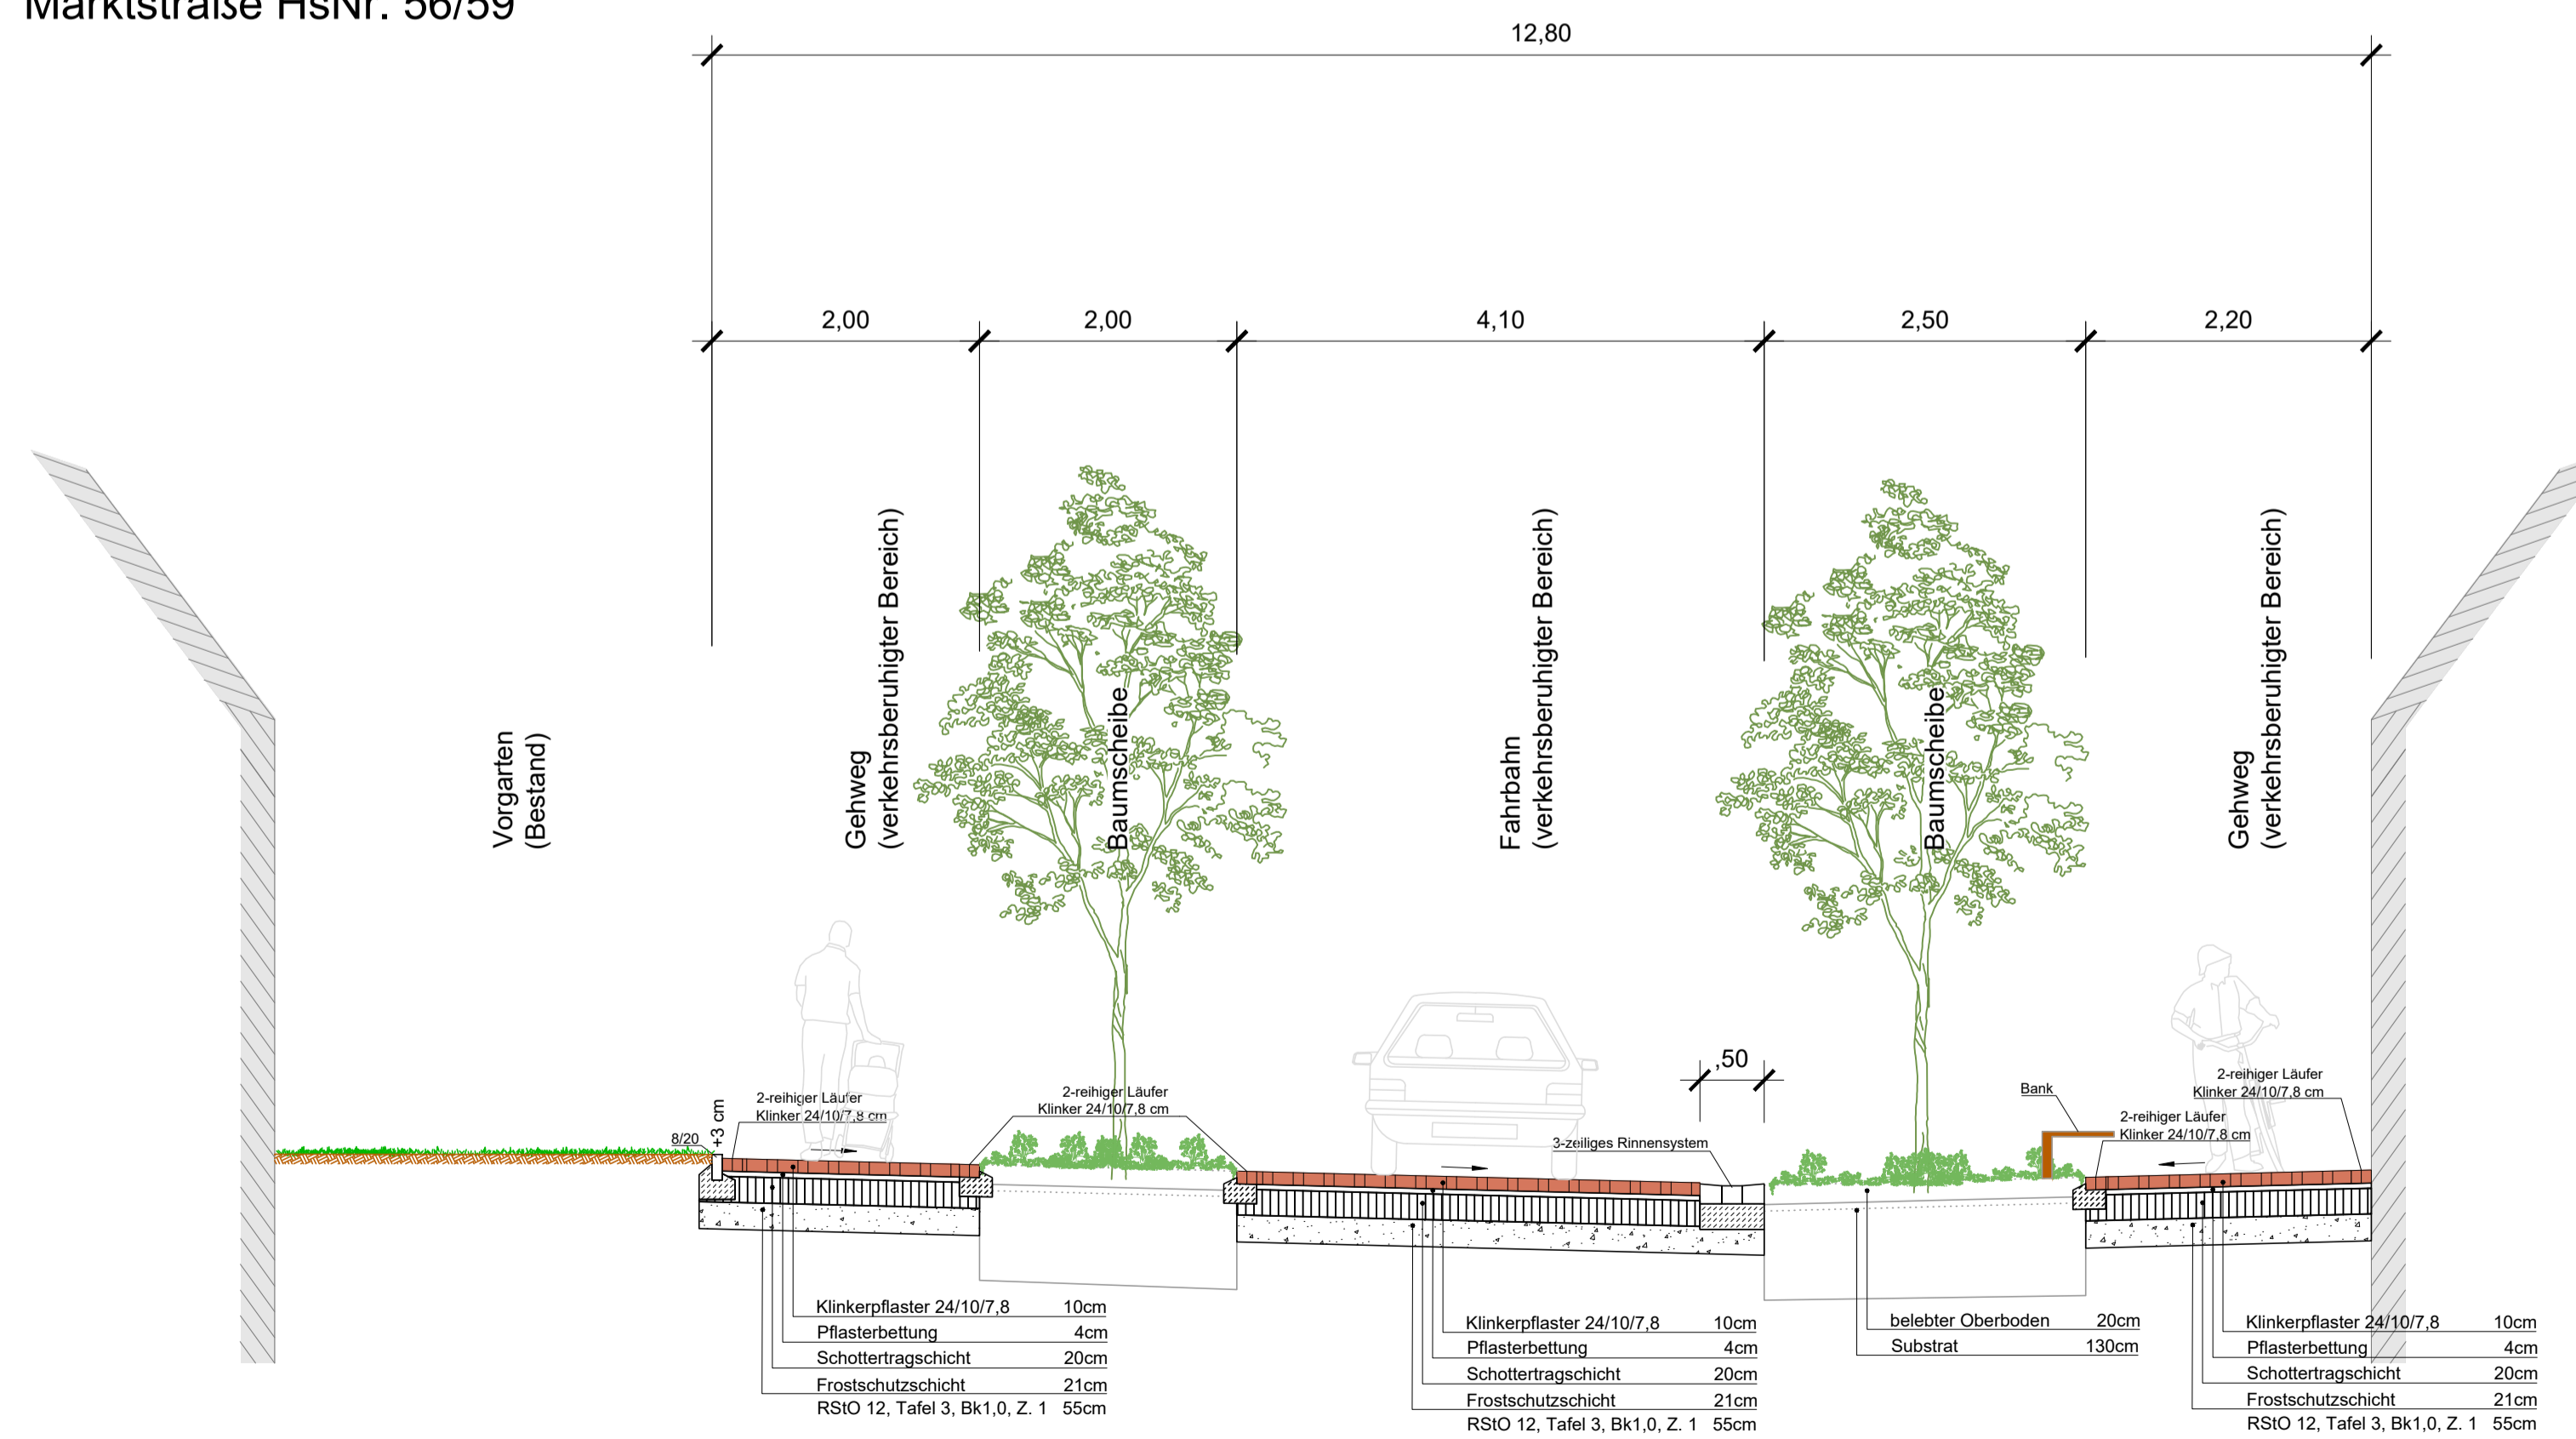 Marktstraße HsNr. 56/59
12,80
2,00
2,00
4,10
2,50
2,20
Vorgarten
(Bestand)
Gehweg
(verkehrsberuhigter Bereich)
Baumscheibe
Fahrbahn
(verkehrsberuhigter Bereich)
Baumscheibe
Gehweg
(verkehrsberuhigter Bereich)
,50
8/20
+3 cm
2-reihiger Läufer
Klinker 24/10/7,8 cm
2-reihiger Läufer
Klinker 24/10/7,8 cm
3-zeiliges Rinnensystem
Bank
2-reihiger Läufer
Klinker 24/10/7,8 cm
2-reihiger Läufer
Klinker 24/10/7,8 cm
Klinkerpflaster 24/10/7,8 10cm
Pflasterbettung 4cm
Schottertragschicht 20cm
Frostschutzschicht 21cm
RStO 12, Tafel 3, Bk1,0, Z. 1 55cm
Klinkerpflaster 24/10/7,8 10cm
Pflasterbettung 4cm
Schottertragschicht 20cm
Frostschutzschicht 21cm
RStO 12, Tafel 3, Bk1,0, Z. 1 55cm
belebter Oberboden 20cm
Substrat 130cm
Klinkerpflaster 24/10/7,8 10cm
Pflasterbettung 4cm
Schottertragschicht 20cm
Frostschutzschicht 21cm
RStO 12, Tafel 3, Bk1,0, Z. 1 55cm